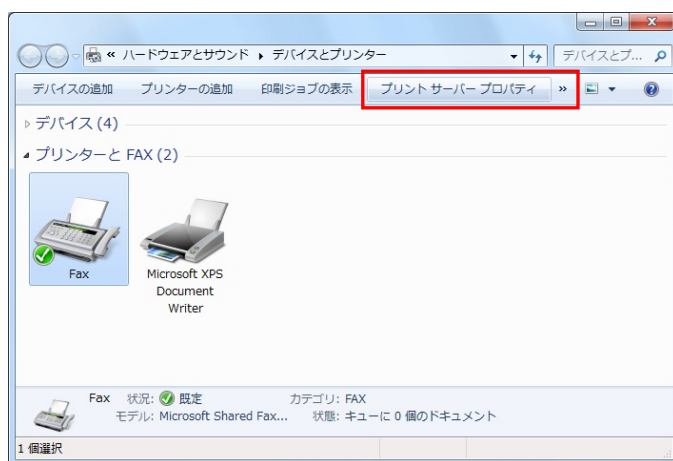 « ハードウェアとサウンド ▸ デバイスとプリンター デバイスとプ...
デバイスの追加 プリンターの追加 印刷ジョブの表示 プリント サーバー プロパティ »
デバイス (4)
プリンターと FAX (2)
Fax
Microsoft XPS
Document
Writer
Fax 状況: 既定 カテゴリ: FAX
モデル: Microsoft Shared Fax... 状態: キューに 0 個のドキュメント
1 個選択